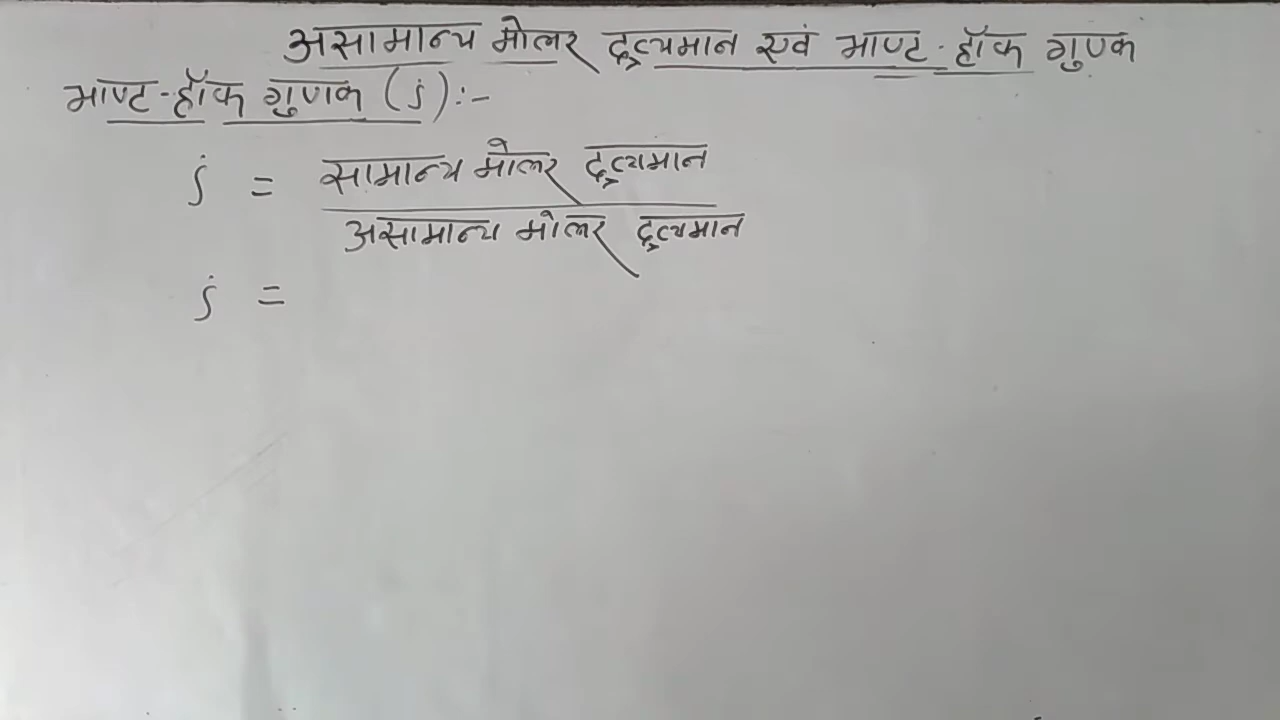 असामान्य मोलर द्रव्यमान एवं वाण्ट-हॉफ गुणक
वाण्ट-हॉफ गुणक (i) :-
i = सामान्य मोलर द्रव्यमान
असामान्य मोलर द्रव्यमान
i =